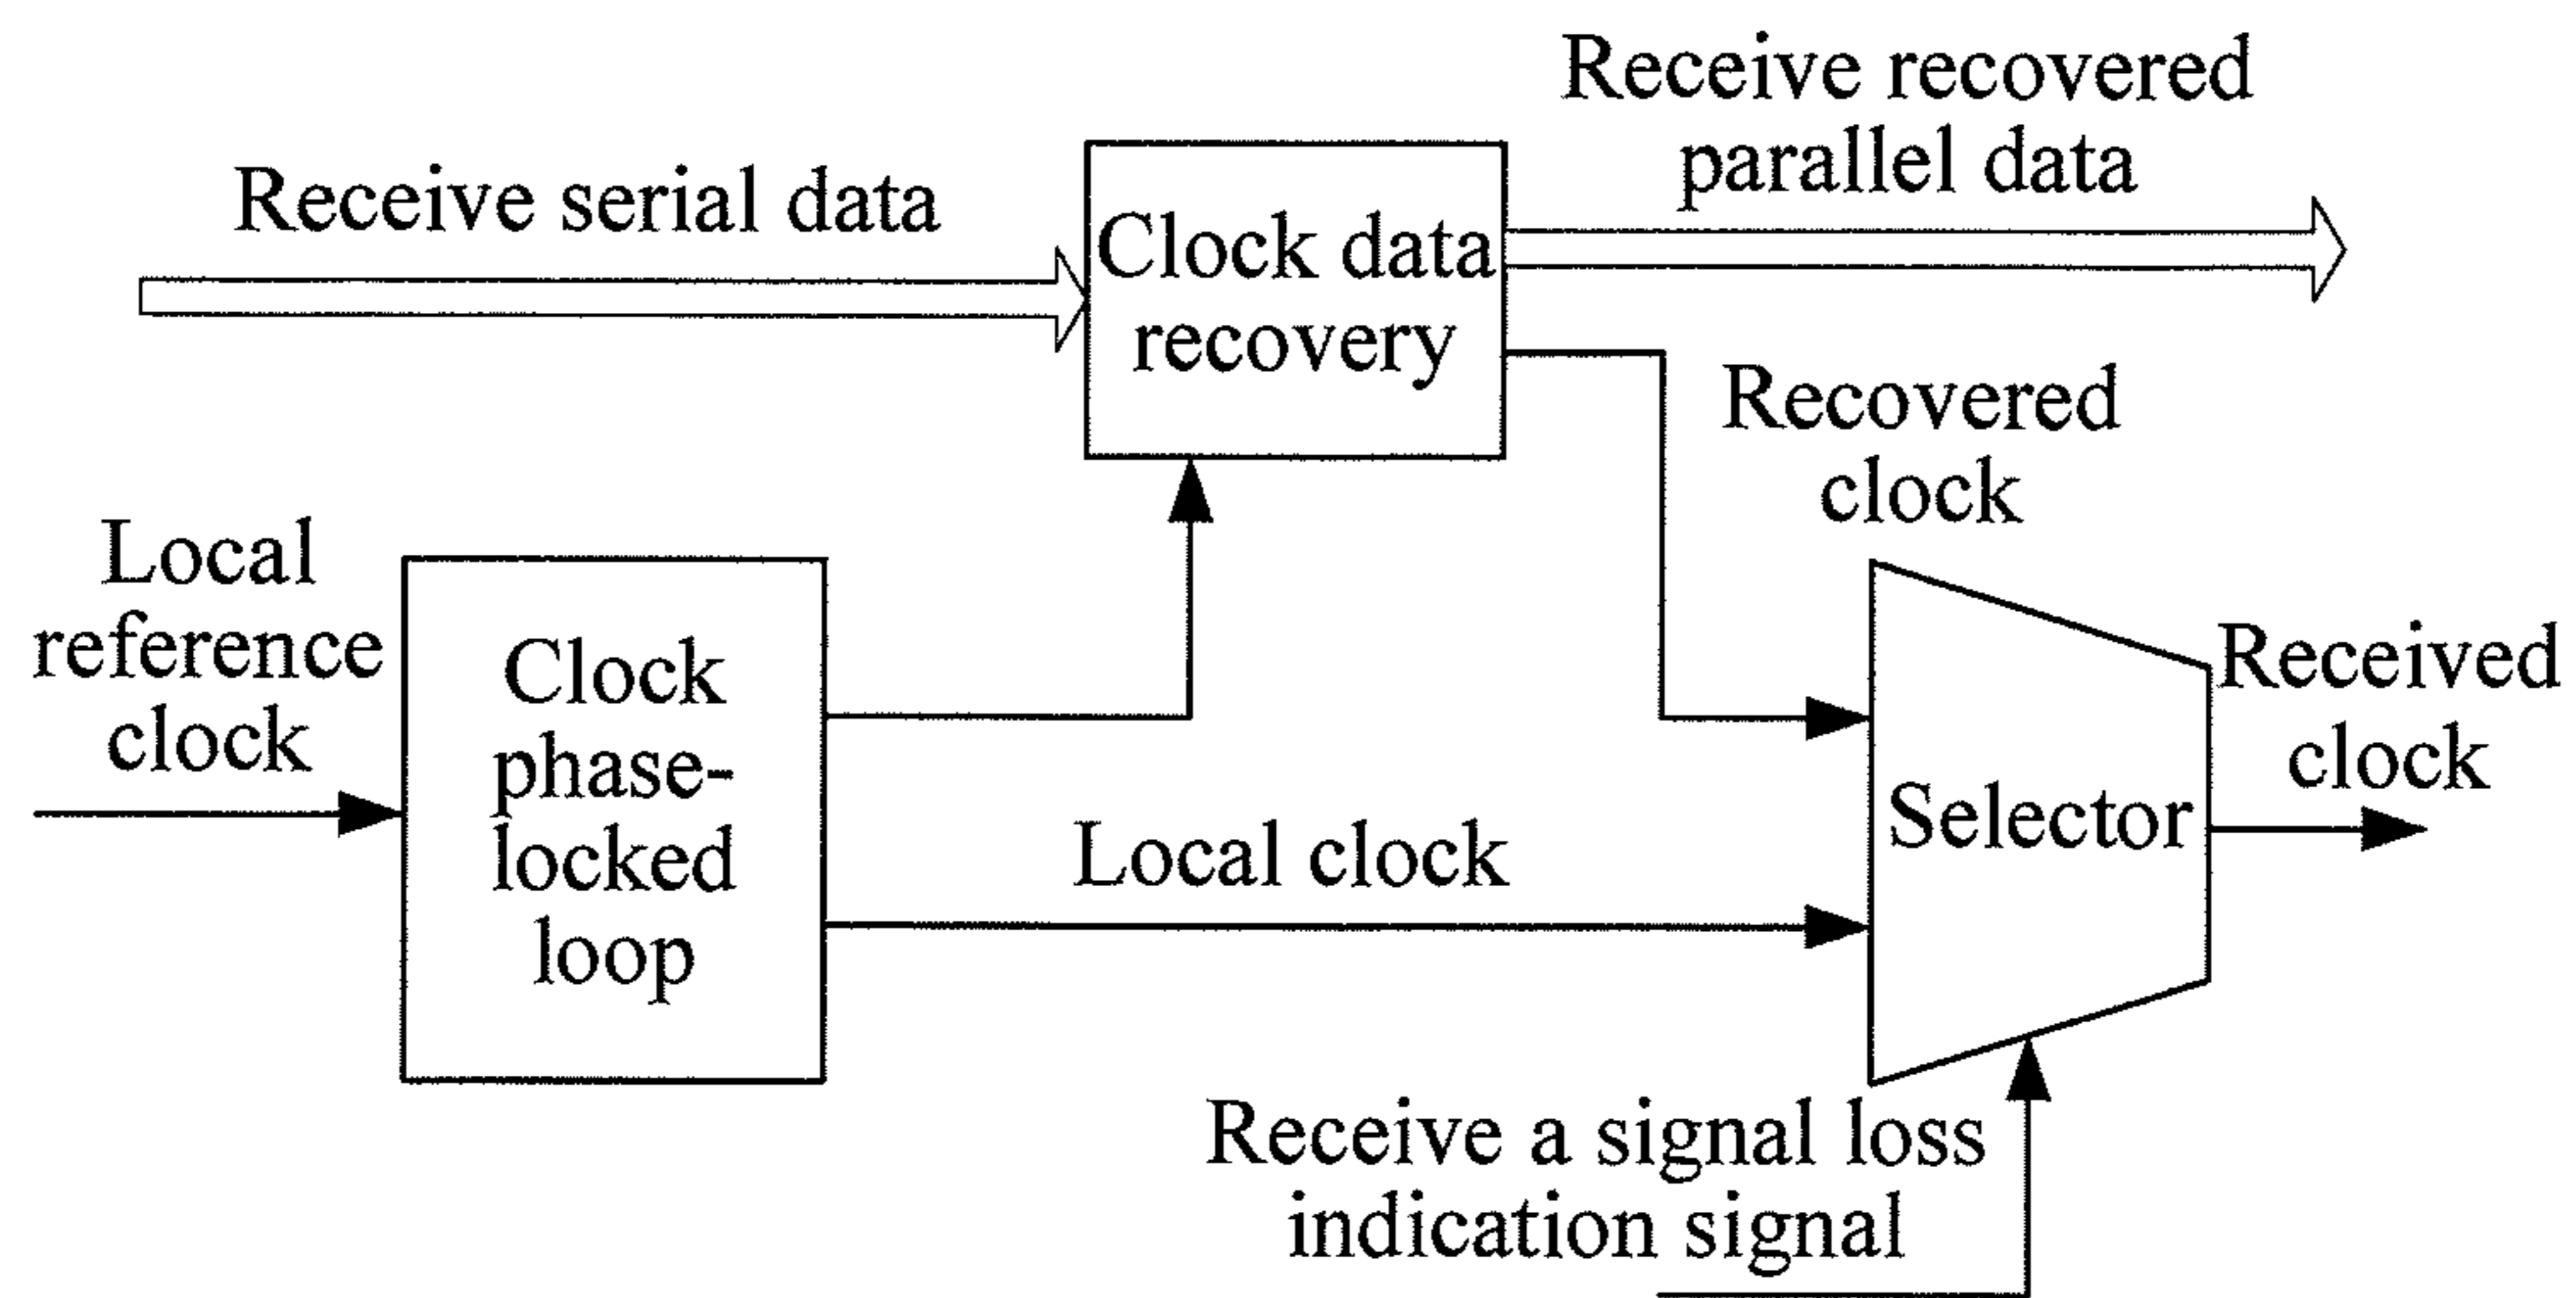 Receive recovered
parallel data
Receive serial data
Clock data
recovery
Recovered
clock
Local
reference
clock
Clock
phase-
locked
loop
Local clock
Selector
Received
clock
Receive a signal loss
indication signal